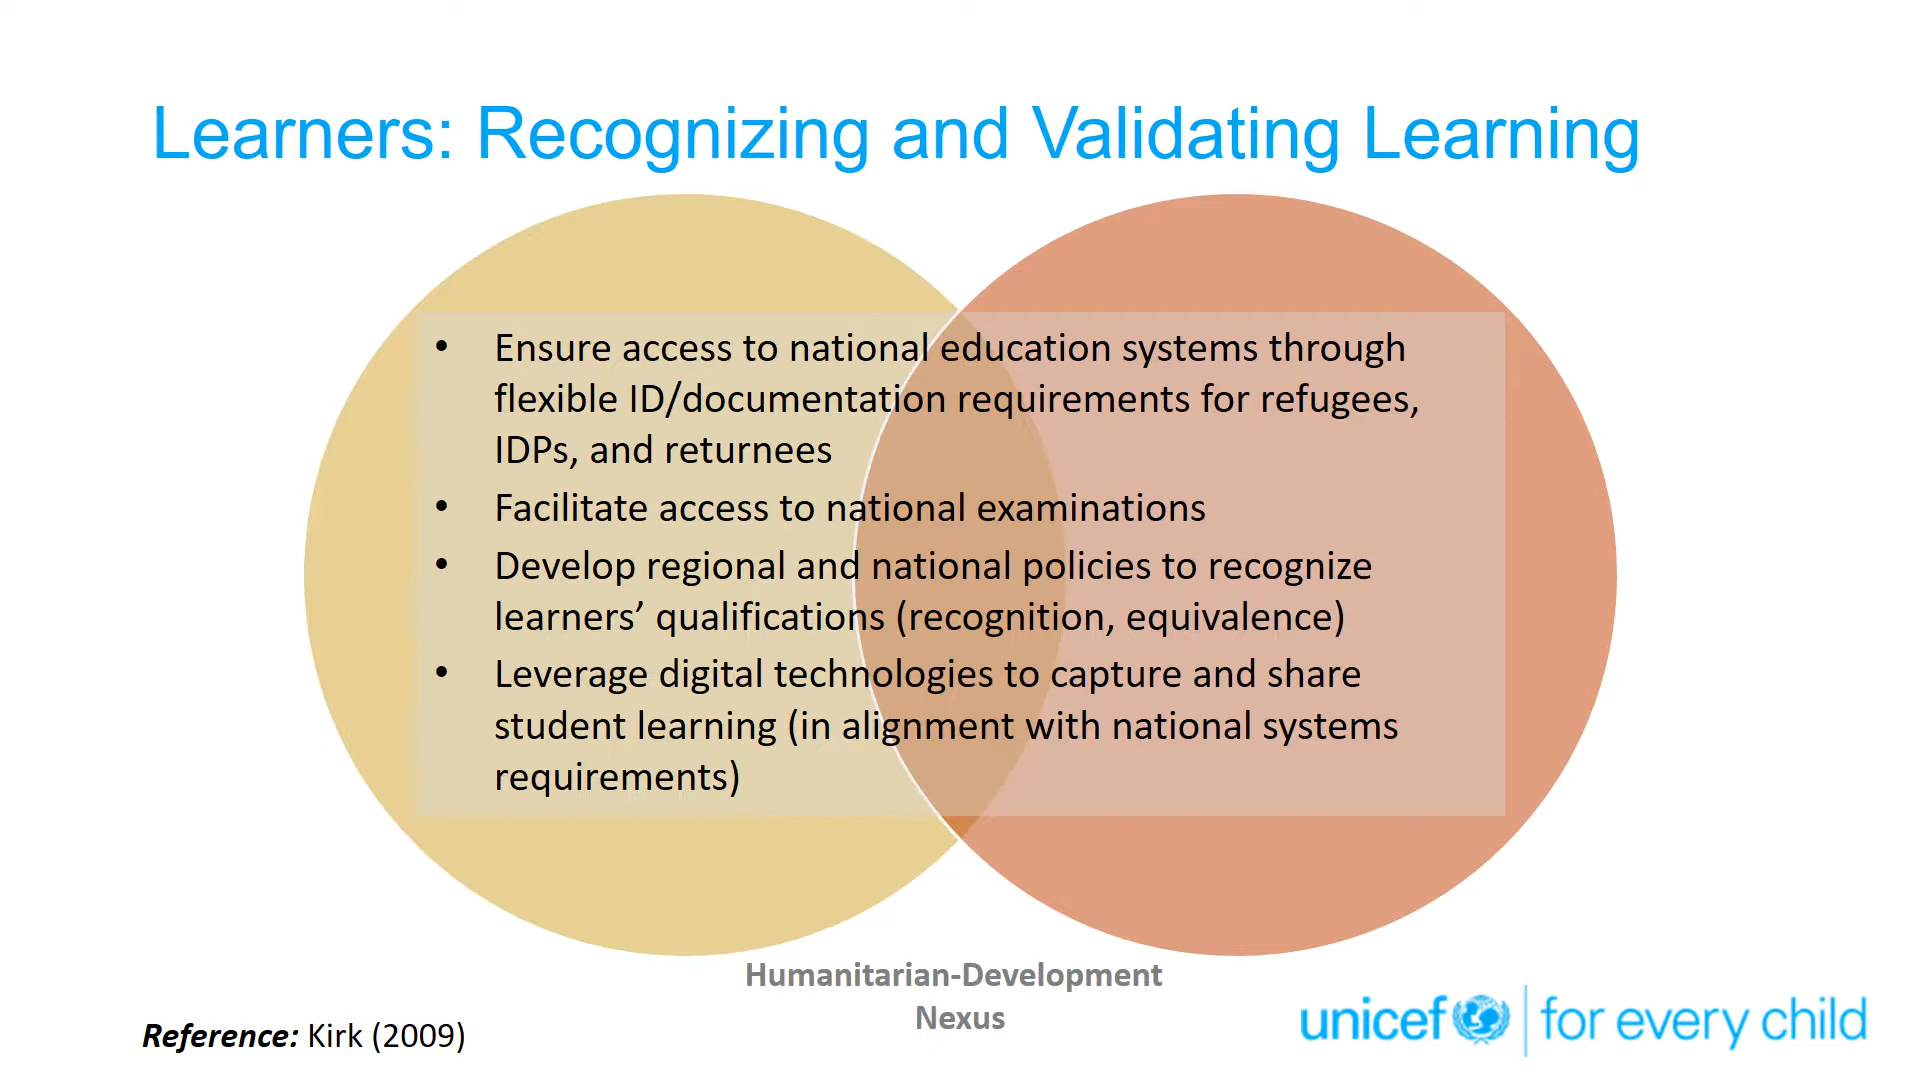 Learners: Recognizing and Validating Learning
• Ensure access to national education systems through
flexible ID/documentation requirements for refugees,
IDPs, and returnees
• Facilitate access to national examinations
• Develop regional and national policies to recognize
learners’ qualifications (recognition, equivalence)
• Leverage digital technologies to capture and share
student learning (in alignment with national systems
requirements)
Humanitarian-Development
Nexus
Reference: Kirk (2009)
unicef for every child